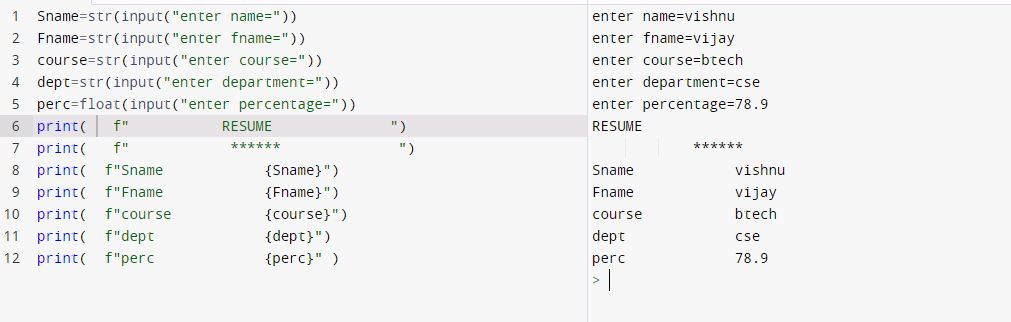 1 Sname=str(input("enter name="))
2 Fname=str(input("enter fname="))
3 course=str(input("enter course="))
4 dept=str(input("enter department="))
5 perc=float(input("enter percentage="))
6 print(   f"           RESUME              ")
7 print(   f"            ******              ")
8 print(  f"Sname            {Sname}")
9 print(  f"Fname            {Fname}")
10 print(  f"course           {course}")
11 print(  f"dept             {dept}")
12 print(  f"perc             {perc}" )
enter name=vishnu
enter fname=vijay
enter course=btech
enter department=cse
enter percentage=78.9
RESUME
            ******
Sname            vishnu
Fname            vijay
course           btech
dept             cse
perc             78.9
>